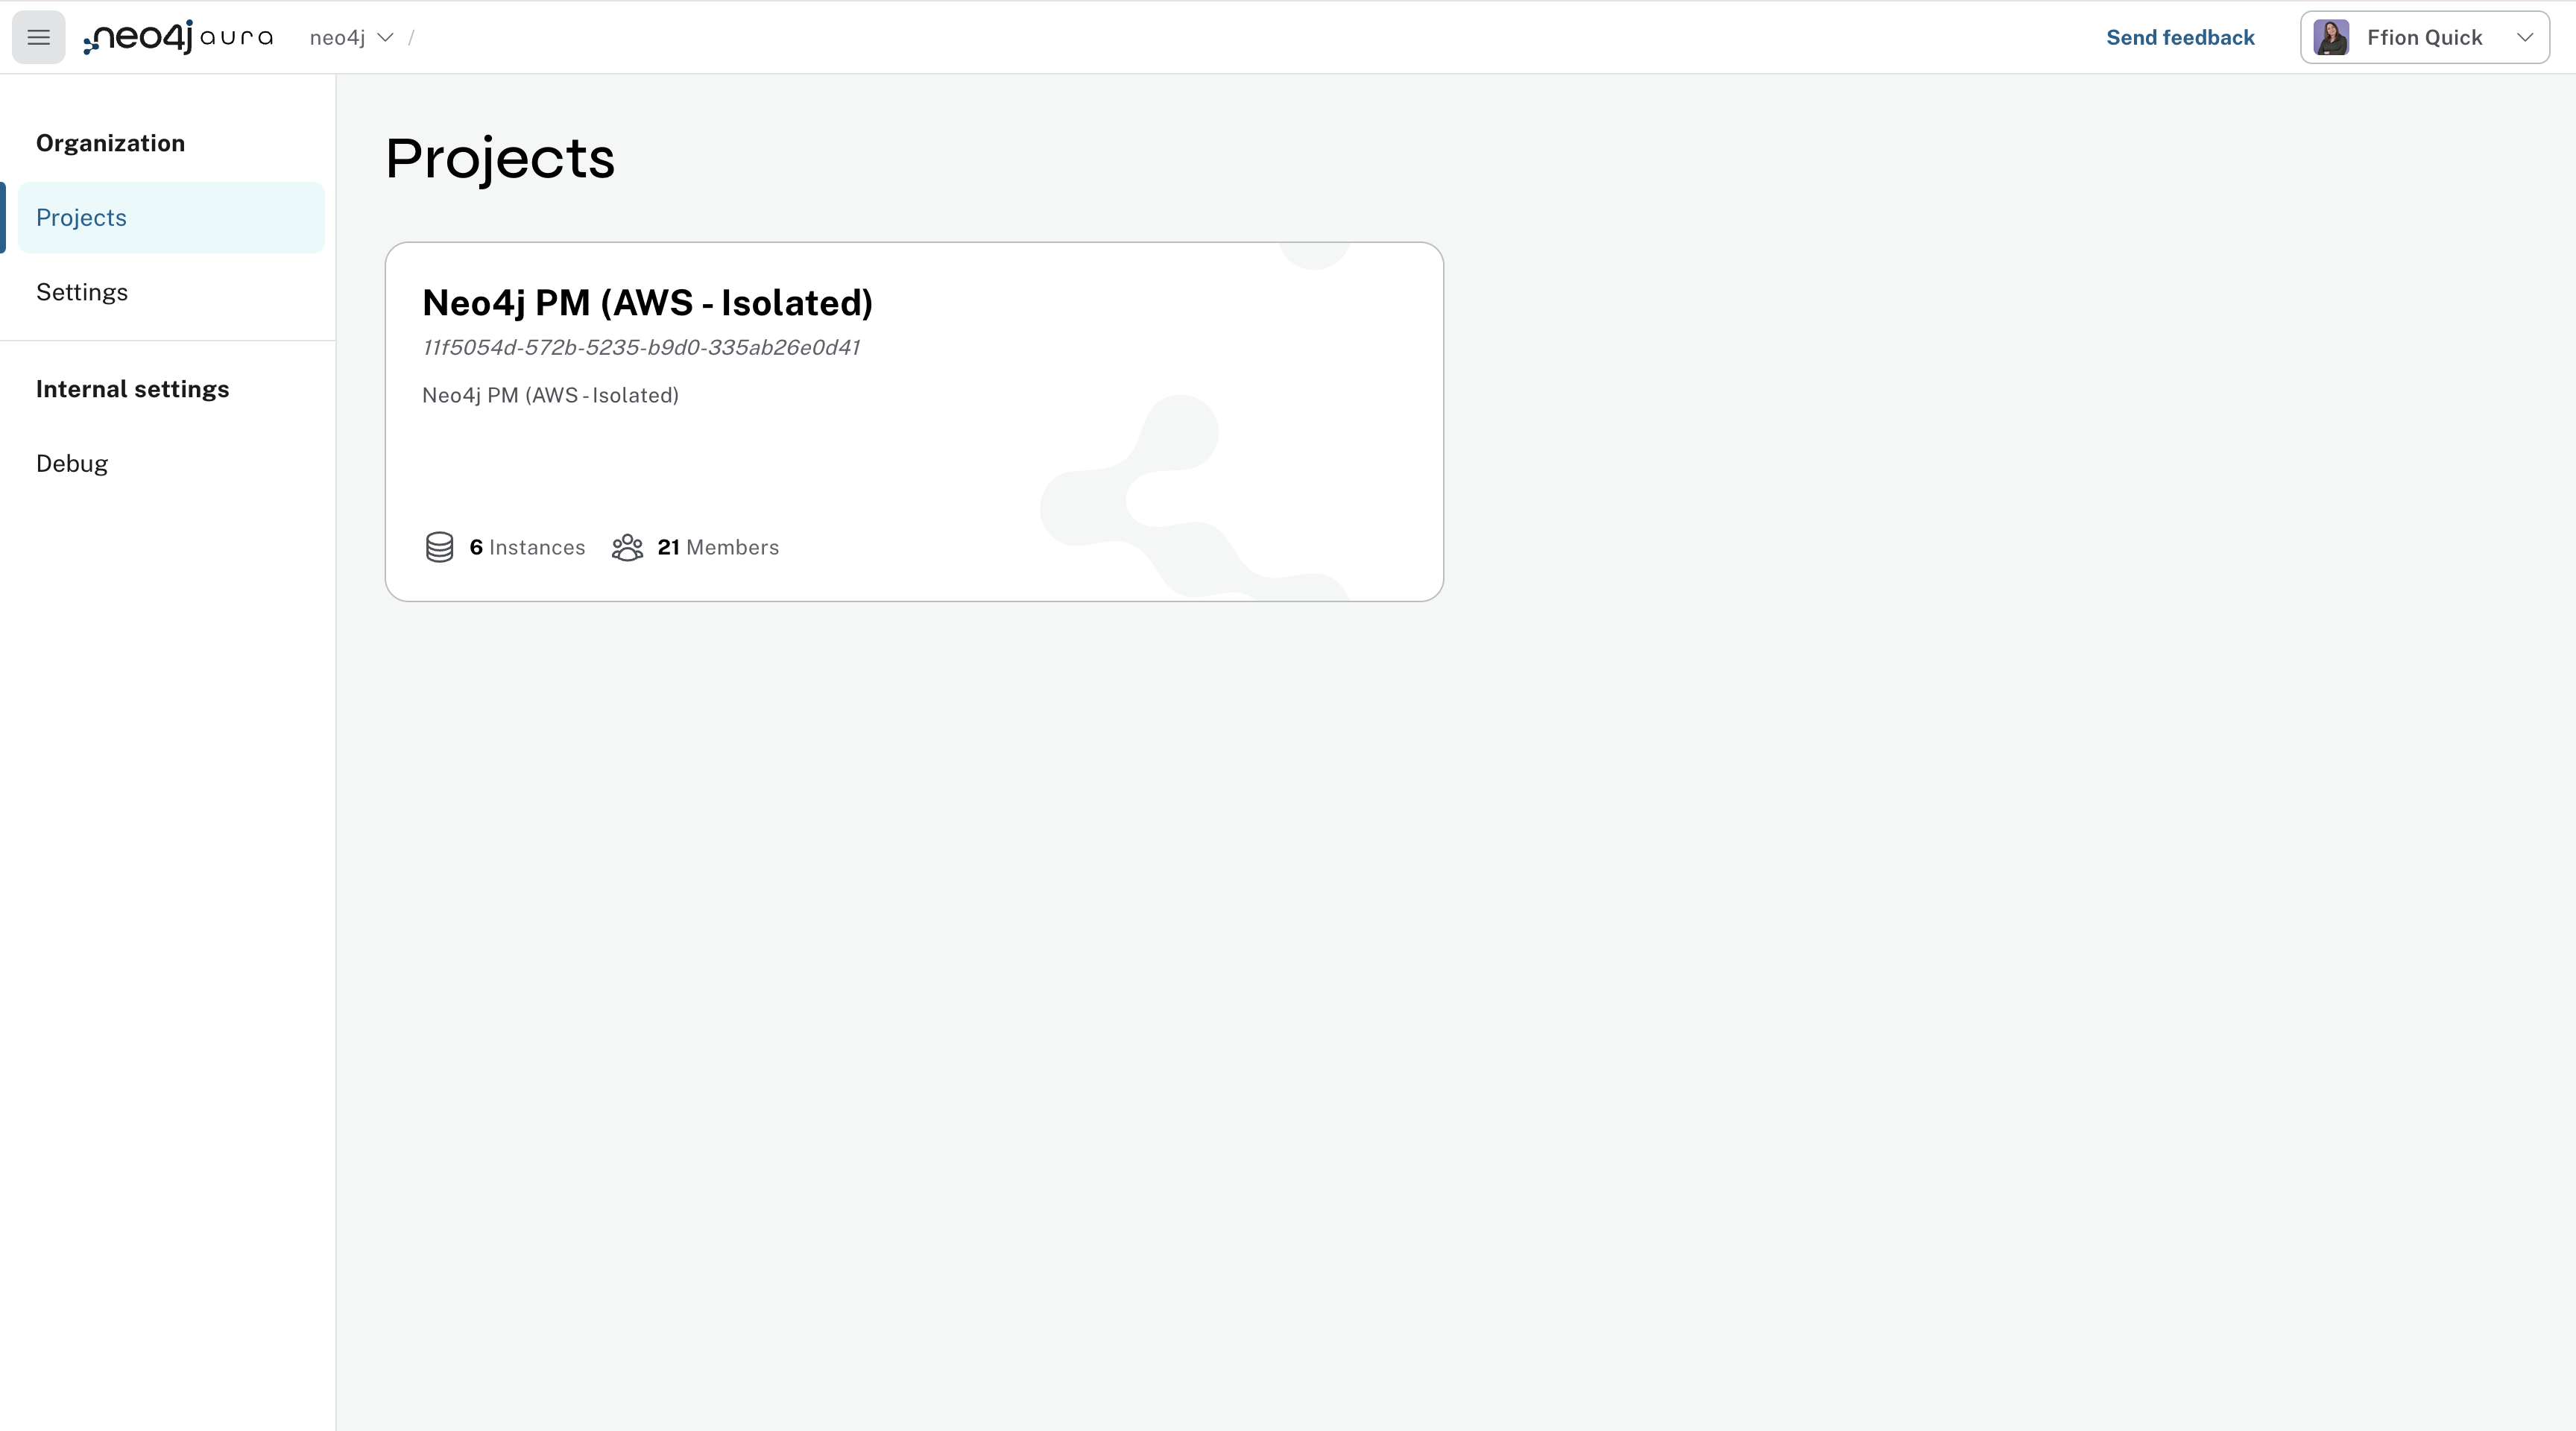 neo4j aura
neo4j /
Send feedback
Ffion Quick
Organization
Projects
Settings
Internal settings
Debug
Projects
Neo4j PM (AWS - Isolated)
11f5054d-572b-5235-b9d0-335ab26e0d41
Neo4j PM (AWS - Isolated)
6 Instances 21 Members